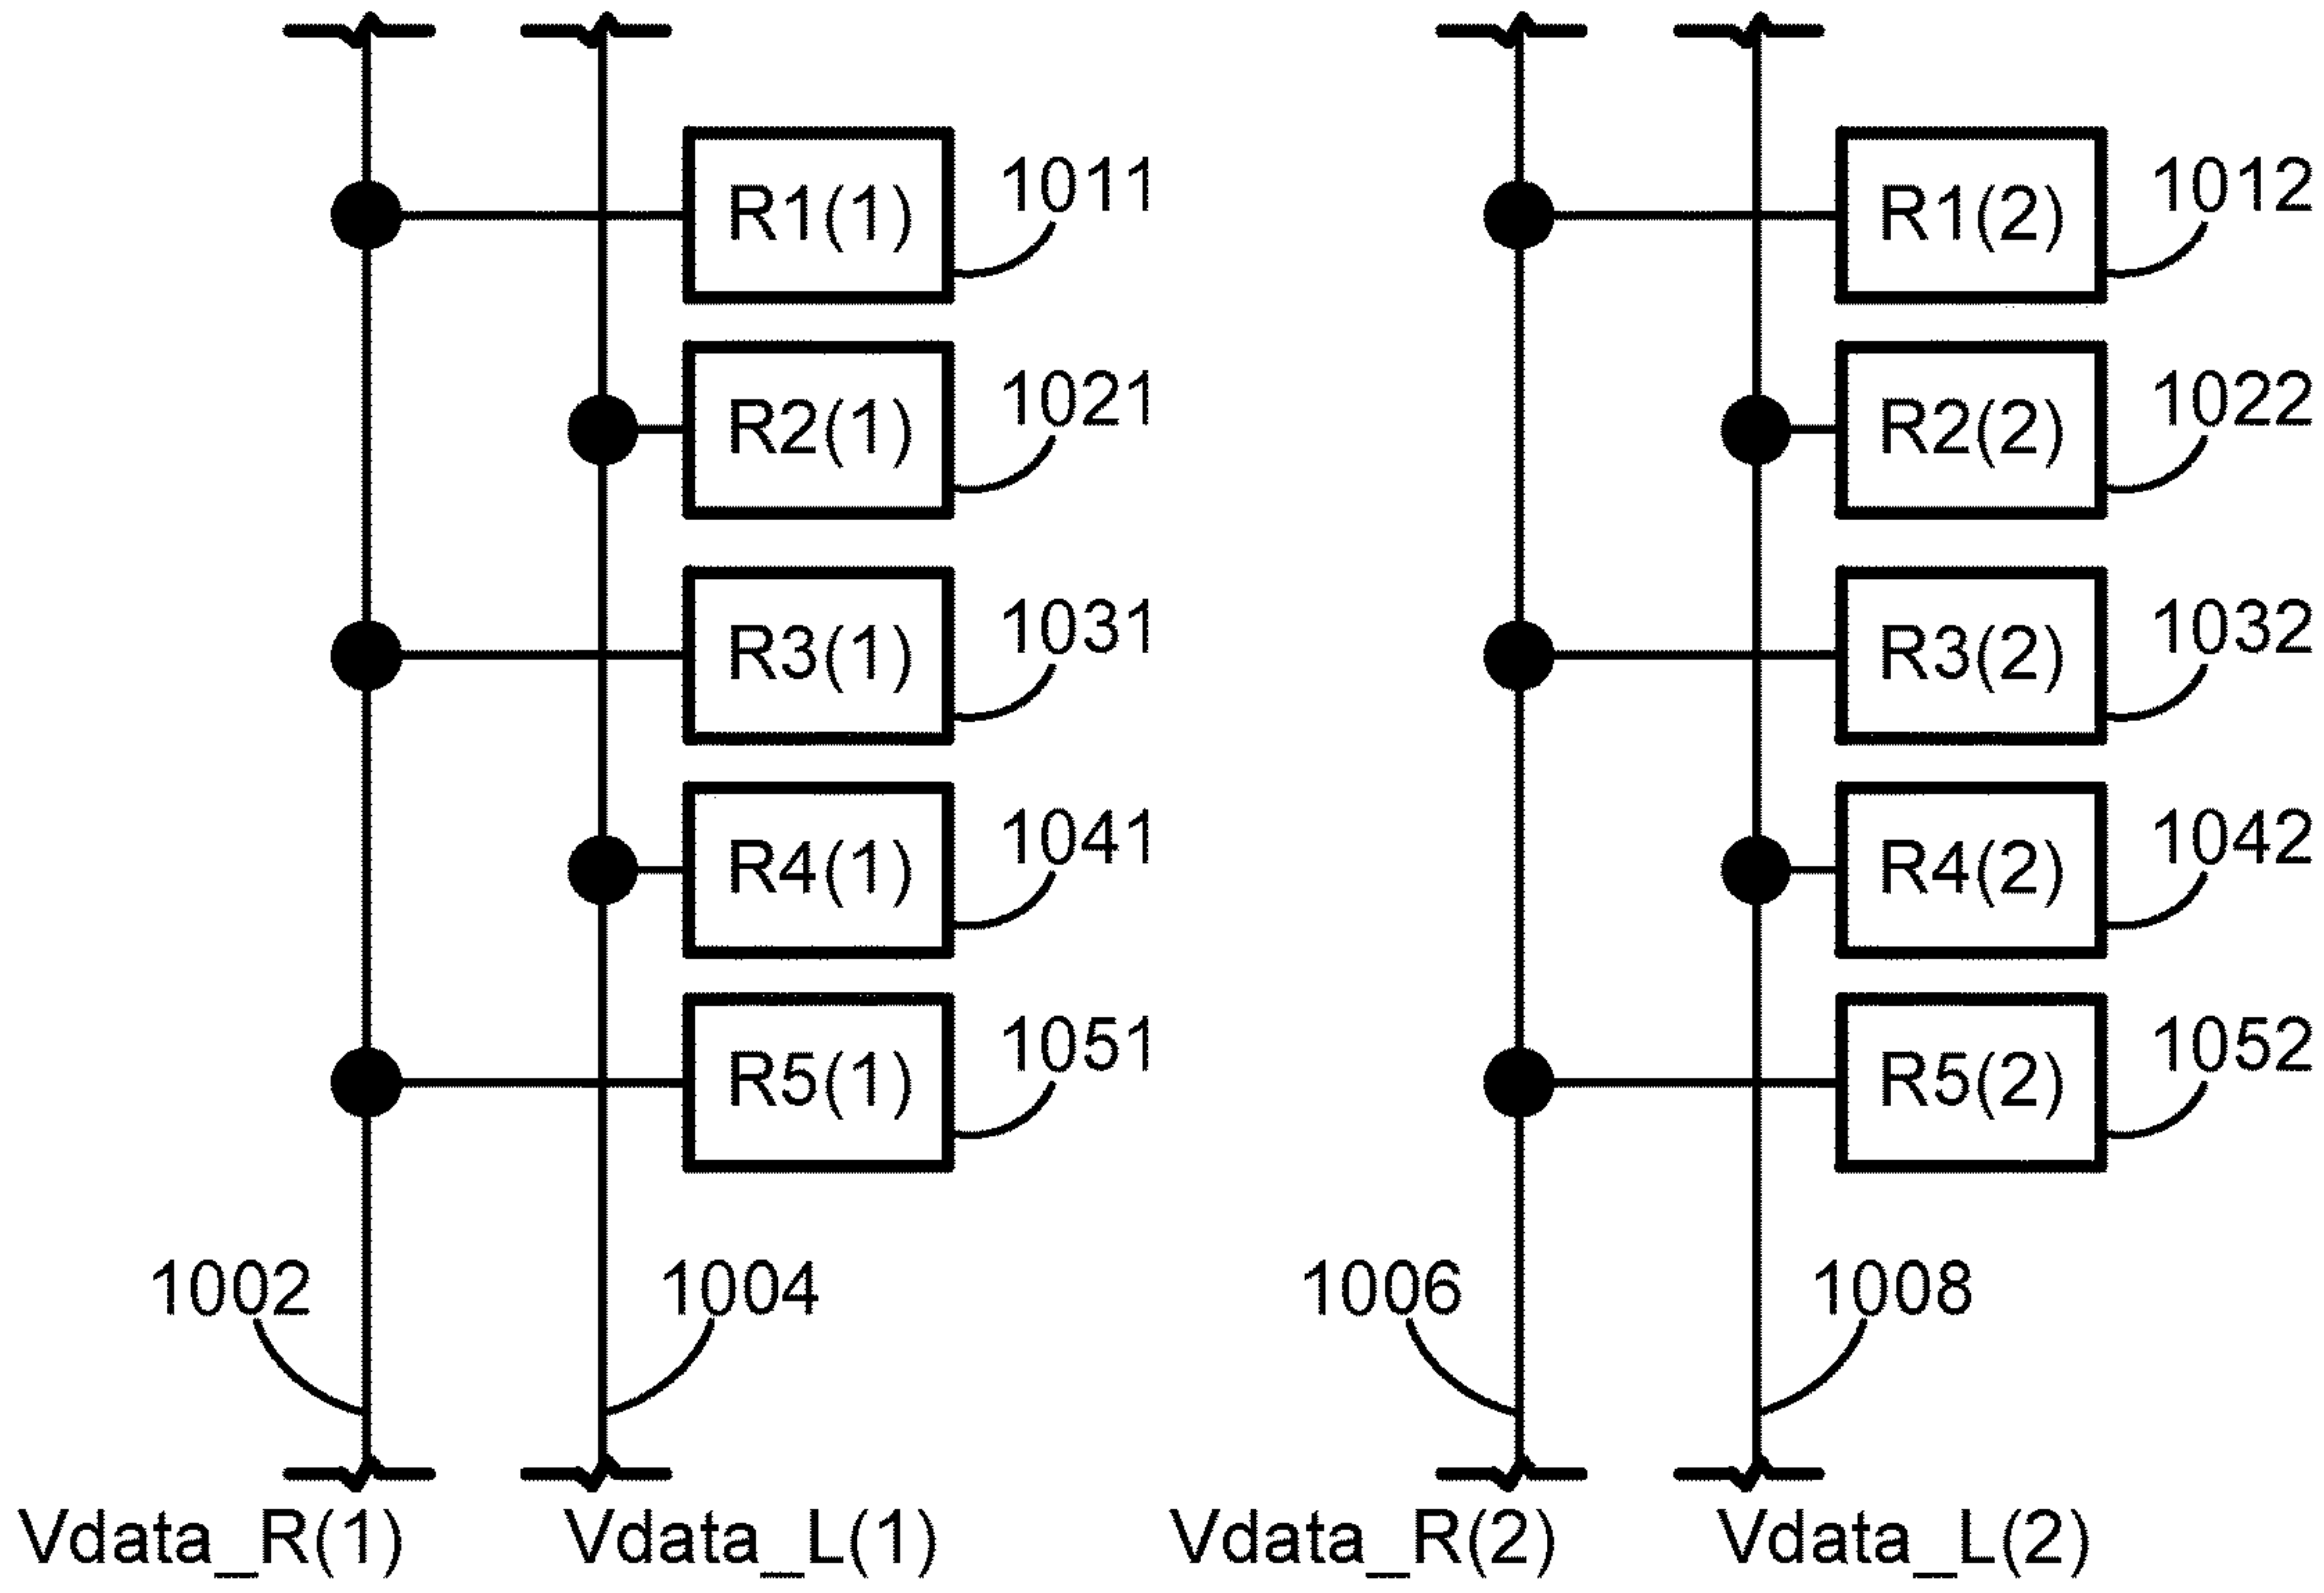 R1(1) 1011 R1(2) 1012
R2(1) 1021 R2(2) 1022
R3(1) 1031 R3(2) 1032
R4(1) 1041 R4(2) 1042
R5(1) 1051 R5(2) 1052
1002 1004 1006 1008
Vdata_R(1) Vdata_L(1) Vdata_R(2) Vdata_L(2)